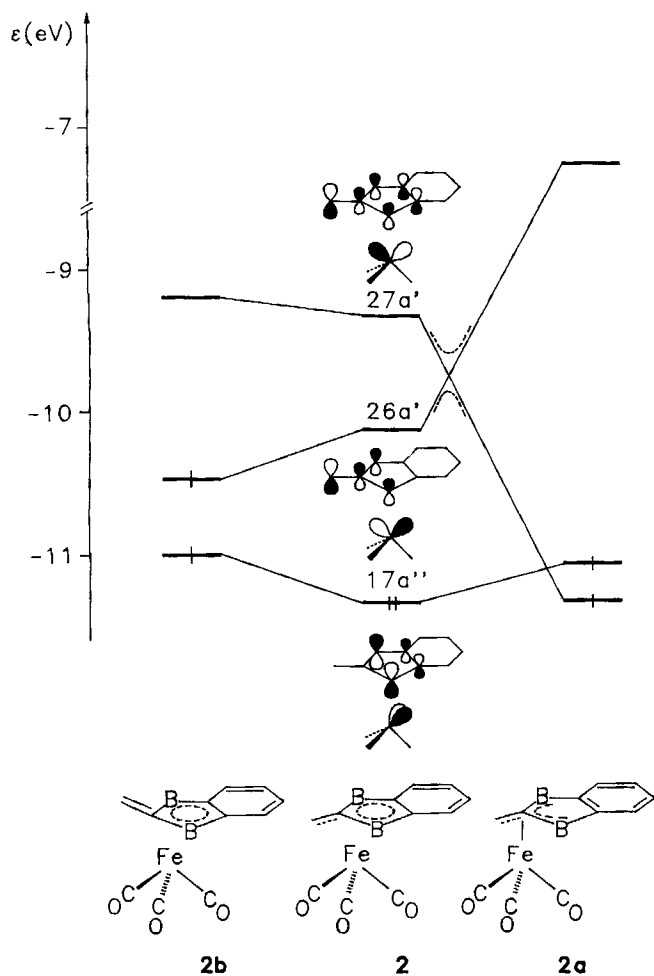 ε(eV)
-7
-9
27a'
-10
26a'
-11
17a''
B B B
B B B
Fe Fe Fe
OC CO OC CO OC CO
C C C
O O O
2b 2 2a